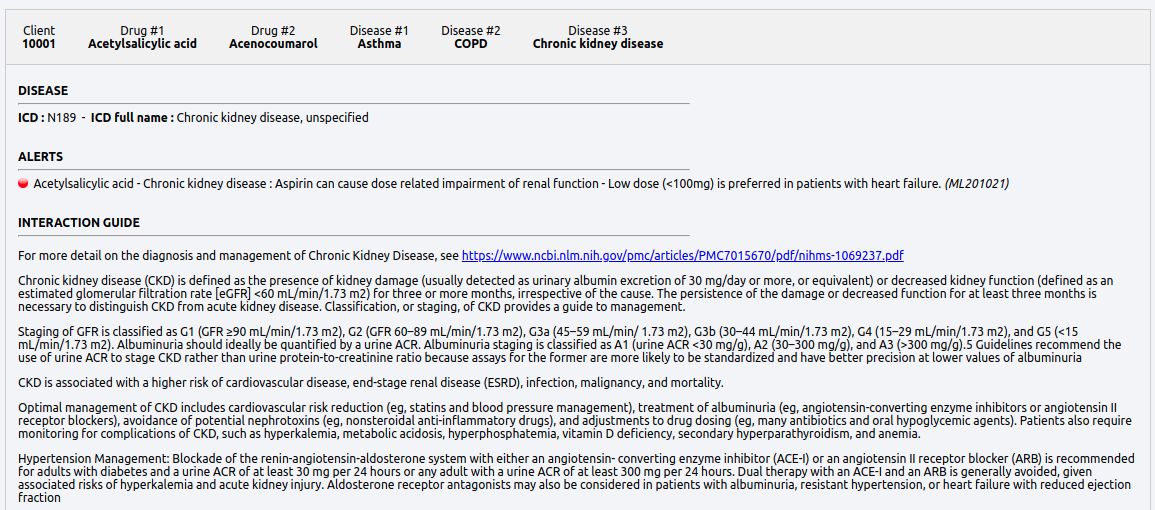 Client Drug #1 Drug #2 Disease #1 Disease #2 Disease #3
10001 Acetylsalicylic acid Acenocoumarol Asthma COPD Chronic kidney disease
DISEASE
ICD : N189 - ICD full name : Chronic kidney disease, unspecified
ALERTS
Acetylsalicylic acid - Chronic kidney disease : Aspirin can cause dose related impairment of renal function - Low dose (<100mg) is preferred in patients with heart failure. (ML201021)
INTERACTION GUIDE
For more detail on the diagnosis and management of Chronic Kidney Disease, see https://www.ncbi.nlm.nih.gov/pmc/articles/PMC7015670/pdf/nihms-1069237.pdf
Chronic kidney disease (CKD) is defined as the presence of kidney damage (usually detected as urinary albumin excretion of 30 mg/day or more, or equivalent) or decreased kidney function (defined as an
estimated glomerular filtration rate [eGFR] <60 mL/min/1.73 m2) for three or more months, irrespective of the cause. The persistence of the damage or decreased function for at least three months is
necessary to distinguish CKD from acute kidney disease. Classification, or staging, of CKD provides a guide to management.
Staging of GFR is classified as G1 (GFR ≥90 mL/min/1.73 m2), G2 (GFR 60–89 mL/min/1.73 m2), G3a (45–59 mL/min/ 1.73 m2), G3b (30–44 mL/min/1.73 m2), G4 (15–29 mL/min/1.73 m2), and G5 (<15
mL/min/1.73 m2). Albuminuria should ideally be quantified by a urine ACR. Albuminuria staging is classified as A1 (urine ACR <30 mg/g), A2 (30–300 mg/g), and A3 (>300 mg/g).5 Guidelines recommend the
use of urine ACR to stage CKD rather than urine protein-to-creatinine ratio because assays for the former are more likely to be standardized and have better precision at lower values of albuminuria
CKD is associated with a higher risk of cardiovascular disease, end-stage renal disease (ESRD), infection, malignancy, and mortality.
Optimal management of CKD includes cardiovascular risk reduction (eg, statins and blood pressure management), treatment of albuminuria (eg, angiotensin-converting enzyme inhibitors or angiotensin II
receptor blockers), avoidance of potential nephrotoxins (eg, nonsteroidal anti-inflammatory drugs), and adjustments to drug dosing (eg, many antibiotics and oral hypoglycemic agents). Patients also require
monitoring for complications of CKD, such as hyperkalemia, metabolic acidosis, hyperphosphatemia, vitamin D deficiency, secondary hyperparathyroidism, and anemia.
Hypertension Management: Blockade of the renin-angiotensin-aldosterone system with either an angiotensin- converting enzyme inhibitor (ACE-I) or an angiotensin II receptor blocker (ARB) is recommended
for adults with diabetes and a urine ACR of at least 30 mg per 24 hours or any adult with a urine ACR of at least 300 mg per 24 hours. Dual therapy with an ACE-I and an ARB is generally avoided, given
associated risks of hyperkalemia and acute kidney injury. Aldosterone receptor antagonists may also be considered in patients with albuminuria, resistant hypertension, or heart failure with reduced ejection
fraction